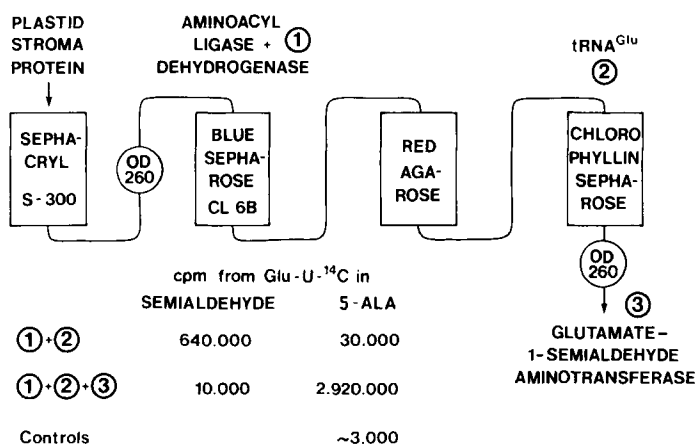 PLASTID
STROMA
PROTEIN
AMINOACYL
LIGASE + ①
DEHYDROGENASE
tRNAᴳˡᵘ
②
SEPHA-
CRYL
S-300
OD
260
BLUE
SEPHA-
ROSE
CL 6B
RED
AGA-
ROSE
CHLORO
PHYLLIN
SEPHA-
ROSE
OD
260
③
GLUTAMATE-
1-SEMIALDEHYDE
AMINOTRANSFERASE
cpm from Glu-U-¹⁴C in
SEMIALDEHYDE 5-ALA
①+② 640.000 30.000
①+②+③ 10.000 2.920.000
Controls ~3.000